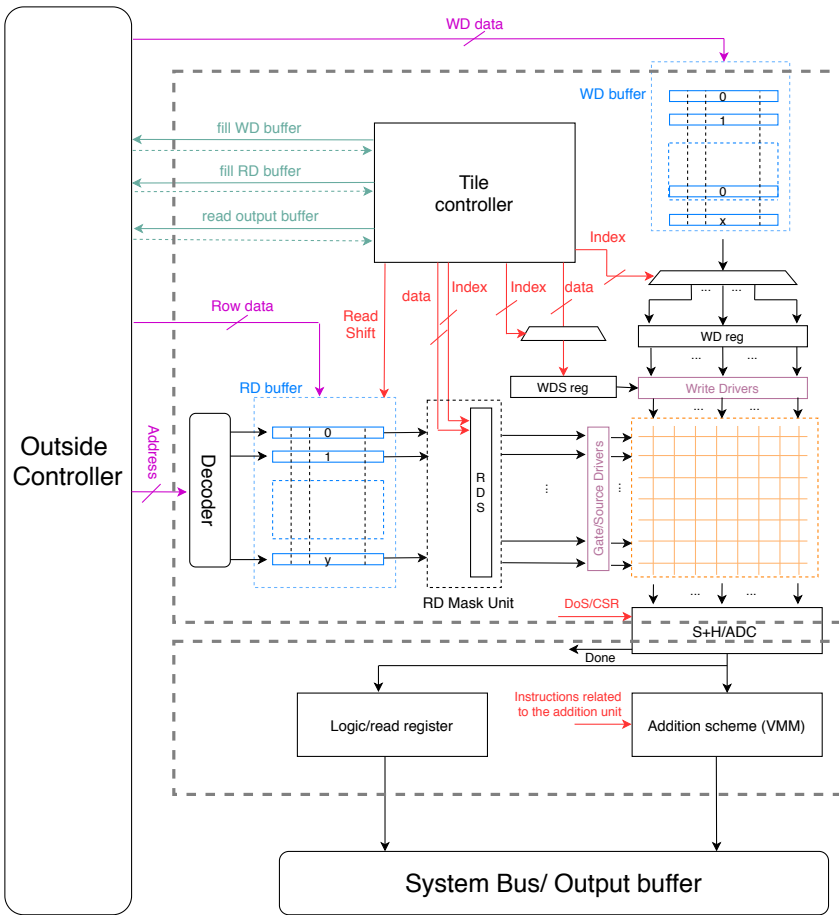 WD data
WD buffer
0
1
0
x
fill WD buffer
fill RD buffer
read output buffer
Tile
controller
Index
... ...
WD reg
... ...
Row data
Read
Shift
data
Index
Index
data
WDS reg
Write Drivers
... ...
RD buffer
Outside
Controller
Address
Decoder
0
1
y
RDS
RD Mask Unit
...
Gate/Source Drivers
...
... ...
DoS/CSR
S+H/ADC
Done
Logic/read register
Instructions related
to the addition unit
Addition scheme (VMM)
System Bus/ Output buffer